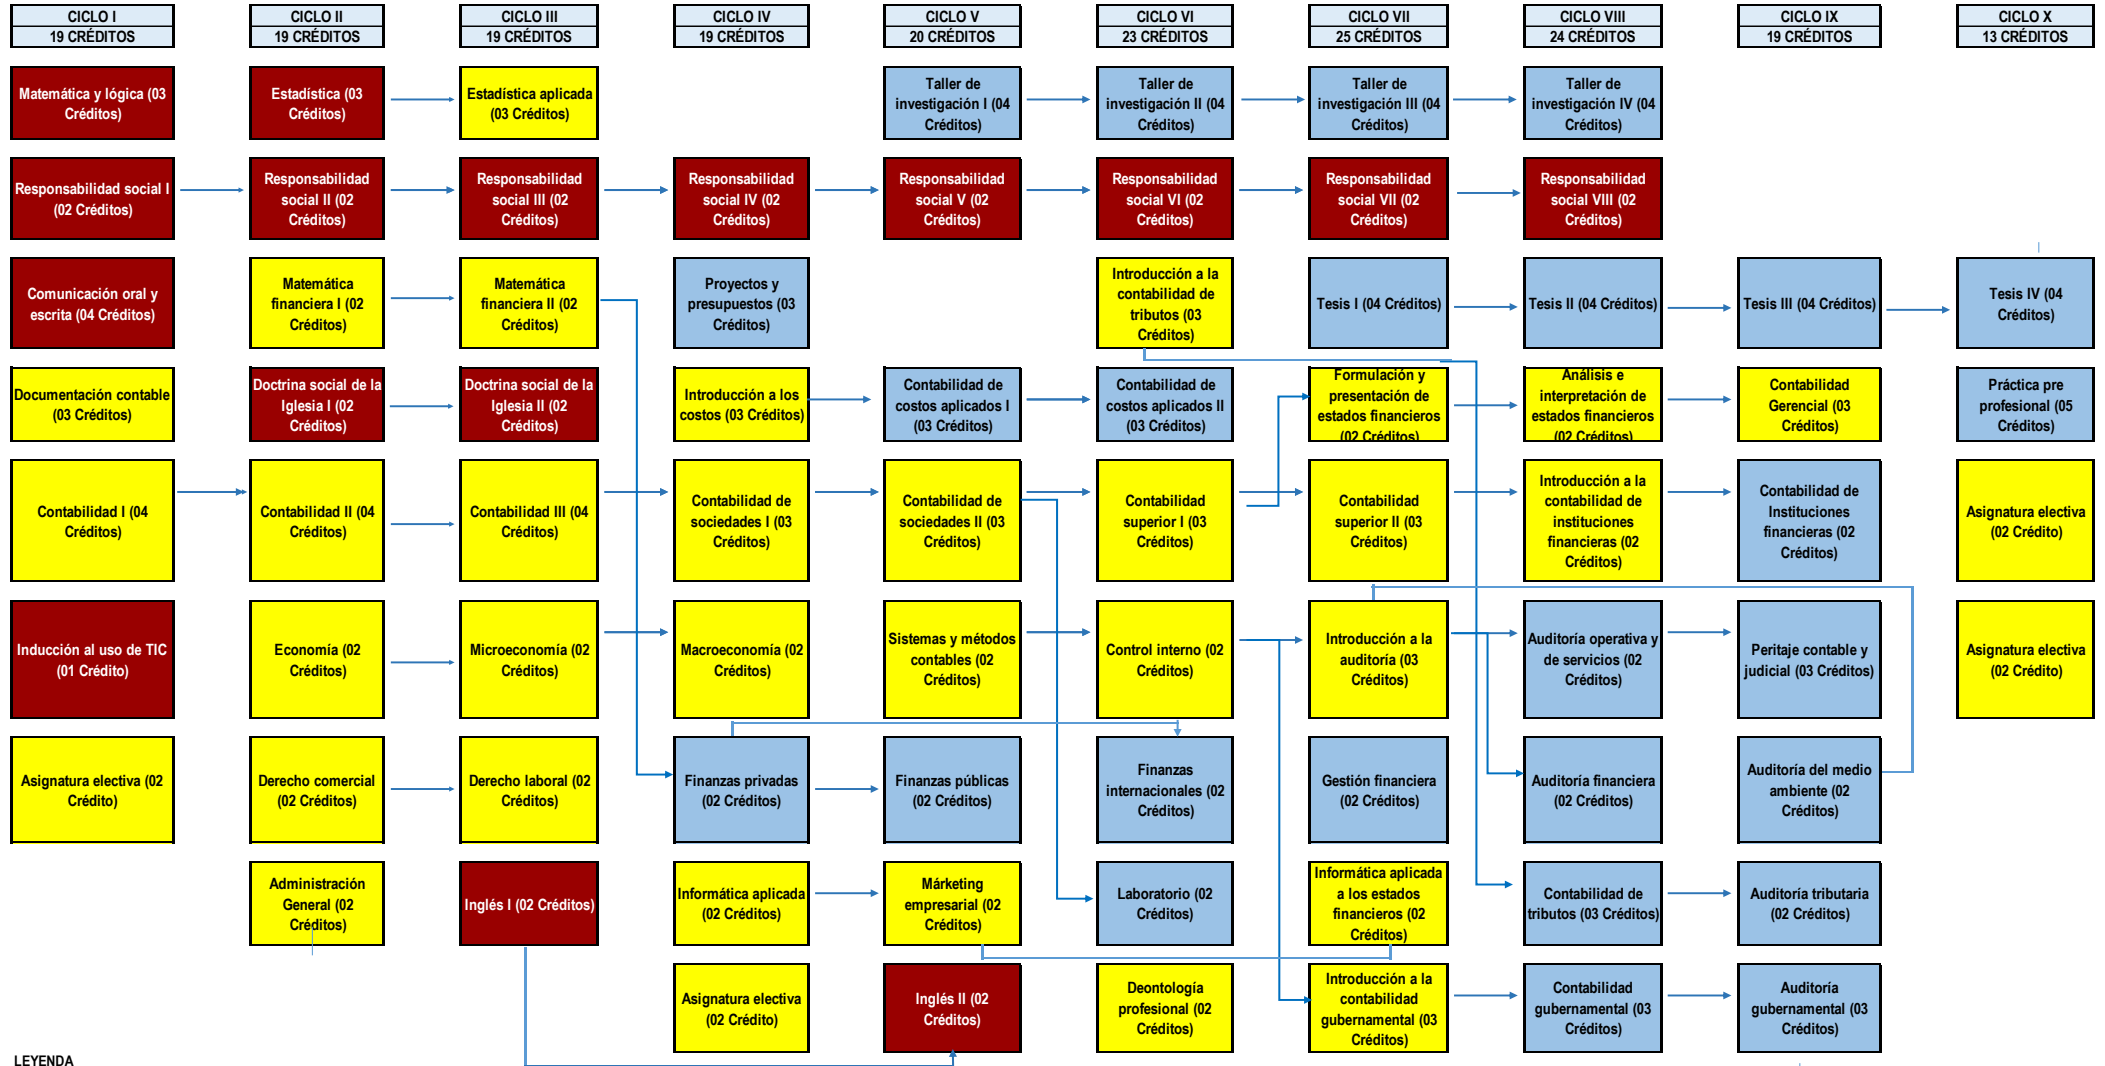 CICLO I
19 CRÉDITOS
Matemática y lógica (03
Créditos)
Responsabilidad social I
(02 Créditos)
Comunicación oral y
escrita (04 Créditos)
Documentación contable
(03 Créditos)
Contabilidad I (04
Créditos)
Inducción al uso de TIC
(01 Crédito)
Asignatura electiva (02
Crédito)
CICLO II
19 CRÉDITOS
Estadística (03
Créditos)
Responsabilidad
social II (02
Créditos)
Matemática
financiera I (02
Créditos)
Doctrina social de la
Iglesia I (02
Créditos)
Contabilidad II (04
Créditos)
Economía (02
Créditos)
Derecho comercial
(02 Créditos)
Administración
General (02
Créditos)
CICLO III
19 CRÉDITOS
Estadística aplicada
(03 Créditos)
Responsabilidad
social III (02
Créditos)
Matemática
financiera II (02
Créditos)
Doctrina social de la
Iglesia II (02
Créditos)
Contabilidad III (04
Créditos)
Microeconomía (02
Créditos)
Derecho laboral (02
Créditos)
Inglés I (02 Créditos)
CICLO IV
19 CRÉDITOS
Responsabilidad
social IV (02
Créditos)
Proyectos y
presupuestos (03
Créditos)
Introducción a los
costos (03 Créditos)
Contabilidad de
sociedades I (03
Créditos)
Macroeconomía (02
Créditos)
Finanzas privadas
(02 Créditos)
Informática aplicada
(02 Créditos)
Asignatura electiva
(02 Crédito)
CICLO V
20 CRÉDITOS
Taller de
investigación I (04
Créditos)
Responsabilidad
social V (02
Créditos)
Contabilidad de
costos aplicados I
(03 Créditos)
Contabilidad de
sociedades II (03
Créditos)
Sistemas y métodos
contables (02
Créditos)
Finanzas públicas
(02 Créditos)
Márketing
empresarial (02
Créditos)
Inglés II (02
Créditos)
CICLO VI
23 CRÉDITOS
Taller de
investigación II (04
Créditos)
Responsabilidad
social VI (02
Créditos)
Introducción a la
contabilidad de
tributos (03
Créditos)
Contabilidad de
costos aplicados II
(03 Créditos)
Contabilidad
superior I (03
Créditos)
Control interno (02
Créditos)
Finanzas
internacionales (02
Créditos)
Laboratorio (02
Créditos)
Deontología
profesional (02
Créditos)
CICLO VII
25 CRÉDITOS
Taller de
investigación III (04
Créditos)
Responsabilidad
social VII (02
Créditos)
Tesis I (04 Créditos)
Formulación y
presentación de
estados financieros
(02 Créditos)
Contabilidad
superior II (03
Créditos)
Introducción a la
auditoría (03
Créditos)
Gestión financiera
(02 Créditos)
Informática aplicada
a los estados
financieros (02
Créditos)
Introducción a la
contabilidad
gubernamental (03
Créditos)
CICLO VIII
24 CRÉDITOS
Taller de
investigación IV (04
Créditos)
Responsabilidad
social VIII (02
Créditos)
Tesis II (04 Créditos)
Análisis e
interpretación de
estados financieros
(02 Créditos)
Introducción a la
contabilidad de
instituciones
financieras (02
Créditos)
Auditoría operativa y
de servicios (02
Créditos)
Auditoría financiera
(02 Créditos)
Contabilidad de
tributos (03 Créditos)
Contabilidad
gubernamental (03
Créditos)
CICLO IX
19 CRÉDITOS
Tesis III (04 Créditos)
Contabilidad
Gerencial (03
Créditos)
Contabilidad de
Instituciones
financieras (02
Créditos)
Peritaje contable y
judicial (03 Créditos)
Auditoría del medio
ambiente (02
Créditos)
Auditoría tributaria
(02 Créditos)
Auditoría
gubernamental (03
Créditos)
CICLO X
13 CRÉDITOS
Tesis IV (04
Créditos)
Práctica pre
profesional (05
Créditos)
Asignatura electiva
(02 Crédito)
Asignatura electiva
(02 Crédito)
LEYENDA